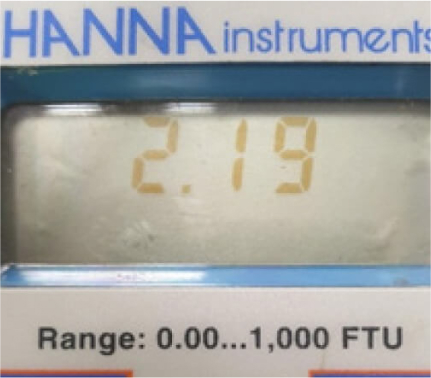 HANNA instruments
2.19
Range: 0.00...1,000 FTU